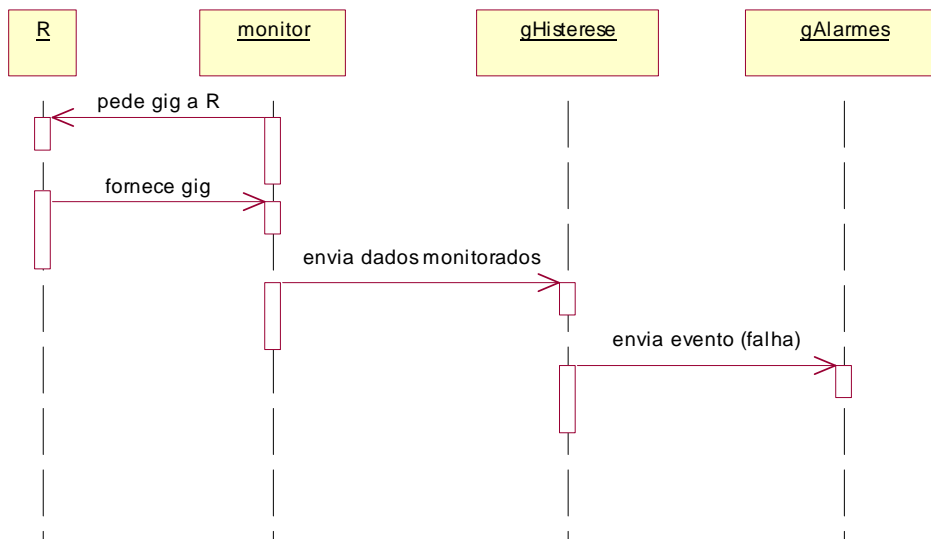 R
monitor
gHisterese
gAlarmes
pede gig a R
fornece gig
envia dados monitorados
envia evento (falha)